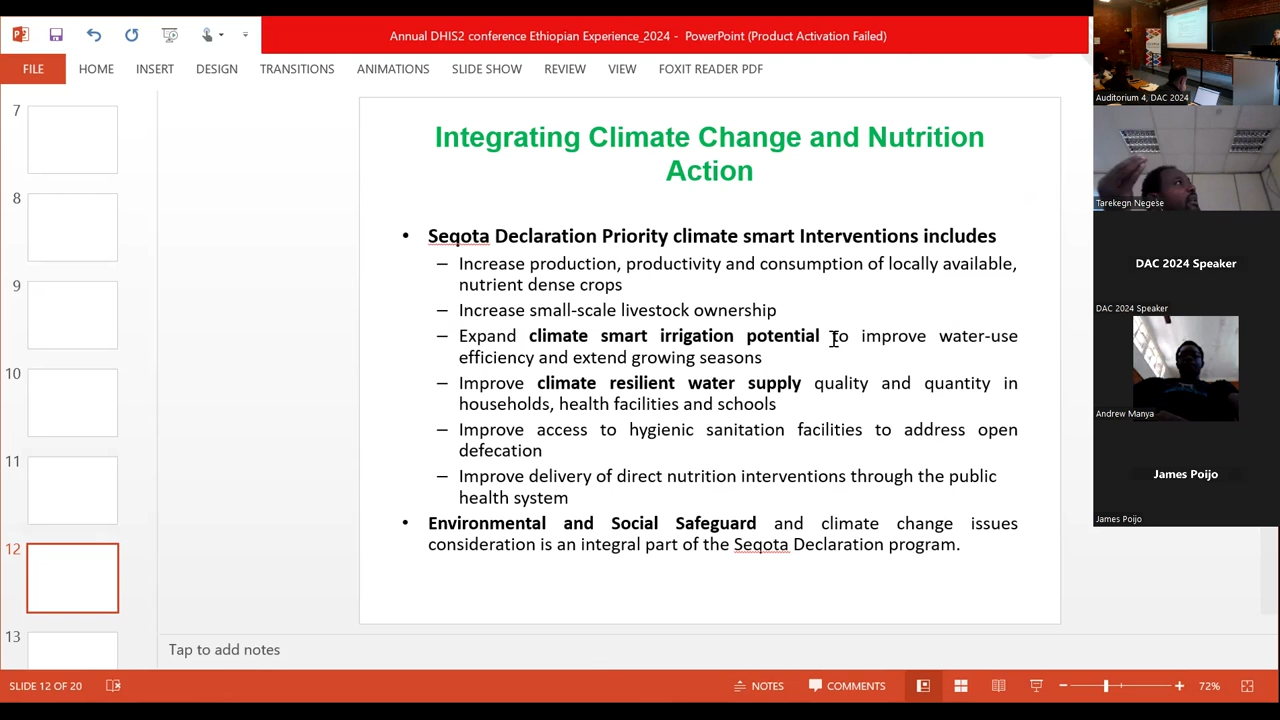 Annual DHIS2 conference Ethiopian Experience_2024 - PowerPoint (Product Activation Failed)
FILE HOME INSERT DESIGN TRANSITIONS ANIMATIONS SLIDE SHOW REVIEW VIEW FOXIT READER PDF
7
8
9
10
11
12
13
Integrating Climate Change and Nutrition
Action
• Seqota Declaration Priority climate smart Interventions includes
– Increase production, productivity and consumption of locally available,
nutrient dense crops
– Increase small-scale livestock ownership
– Expand climate smart irrigation potential to improve water-use
efficiency and extend growing seasons
– Improve climate resilient water supply quality and quantity in
households, health facilities and schools
– Improve access to hygienic sanitation facilities to address open
defecation
– Improve delivery of direct nutrition interventions through the public
health system
• Environmental and Social Safeguard and climate change issues
consideration is an integral part of the Seqota Declaration program.
Tap to add notes
SLIDE 12 OF 20 NOTES COMMENTS 72%
Auditorium 4, DAC 2024
Tarekegn Negese
DAC 2024 Speaker
DAC 2024 Speaker
Andrew Manya
James Poijo
James Poijo